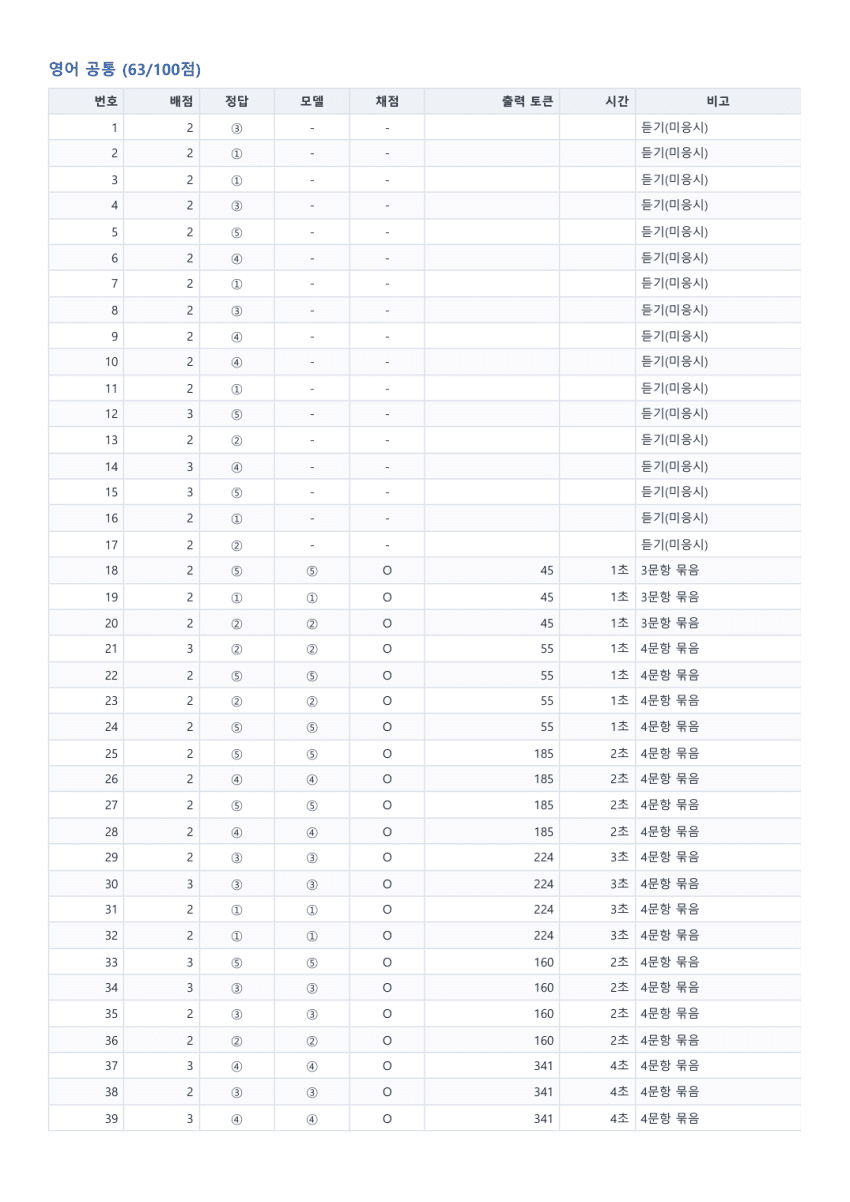 영어 공통 (63/100점)
번호 배점 정답 모델 채점 출력 토큰 시간 비고
1 2 ③ - - 듣기(미응시)
2 2 ① - - 듣기(미응시)
3 2 ① - - 듣기(미응시)
4 2 ③ - - 듣기(미응시)
5 2 ⑤ - - 듣기(미응시)
6 2 ④ - - 듣기(미응시)
7 2 ① - - 듣기(미응시)
8 2 ③ - - 듣기(미응시)
9 2 ④ - - 듣기(미응시)
10 2 ④ - - 듣기(미응시)
11 2 ① - - 듣기(미응시)
12 3 ⑤ - - 듣기(미응시)
13 2 ② - - 듣기(미응시)
14 3 ④ - - 듣기(미응시)
15 3 ⑤ - - 듣기(미응시)
16 2 ① - - 듣기(미응시)
17 2 ② - - 듣기(미응시)
18 2 ⑤ ⑤ O 45 1초 3문항 묶음
19 2 ① ① O 45 1초 3문항 묶음
20 2 ② ② O 45 1초 3문항 묶음
21 3 ② ② O 55 1초 4문항 묶음
22 2 ⑤ ⑤ O 55 1초 4문항 묶음
23 2 ② ② O 55 1초 4문항 묶음
24 2 ⑤ ⑤ O 55 1초 4문항 묶음
25 2 ⑤ ⑤ O 185 2초 4문항 묶음
26 2 ④ ④ O 185 2초 4문항 묶음
27 2 ⑤ ⑤ O 185 2초 4문항 묶음
28 2 ④ ④ O 185 2초 4문항 묶음
29 2 ③ ③ O 224 3초 4문항 묶음
30 3 ③ ③ O 224 3초 4문항 묶음
31 2 ① ① O 224 3초 4문항 묶음
32 2 ① ① O 224 3초 4문항 묶음
33 3 ⑤ ⑤ O 160 2초 4문항 묶음
34 3 ③ ③ O 160 2초 4문항 묶음
35 2 ③ ③ O 160 2초 4문항 묶음
36 2 ② ② O 160 2초 4문항 묶음
37 3 ④ ④ O 341 4초 4문항 묶음
38 2 ③ ③ O 341 4초 4문항 묶음
39 3 ④ ④ O 341 4초 4문항 묶음